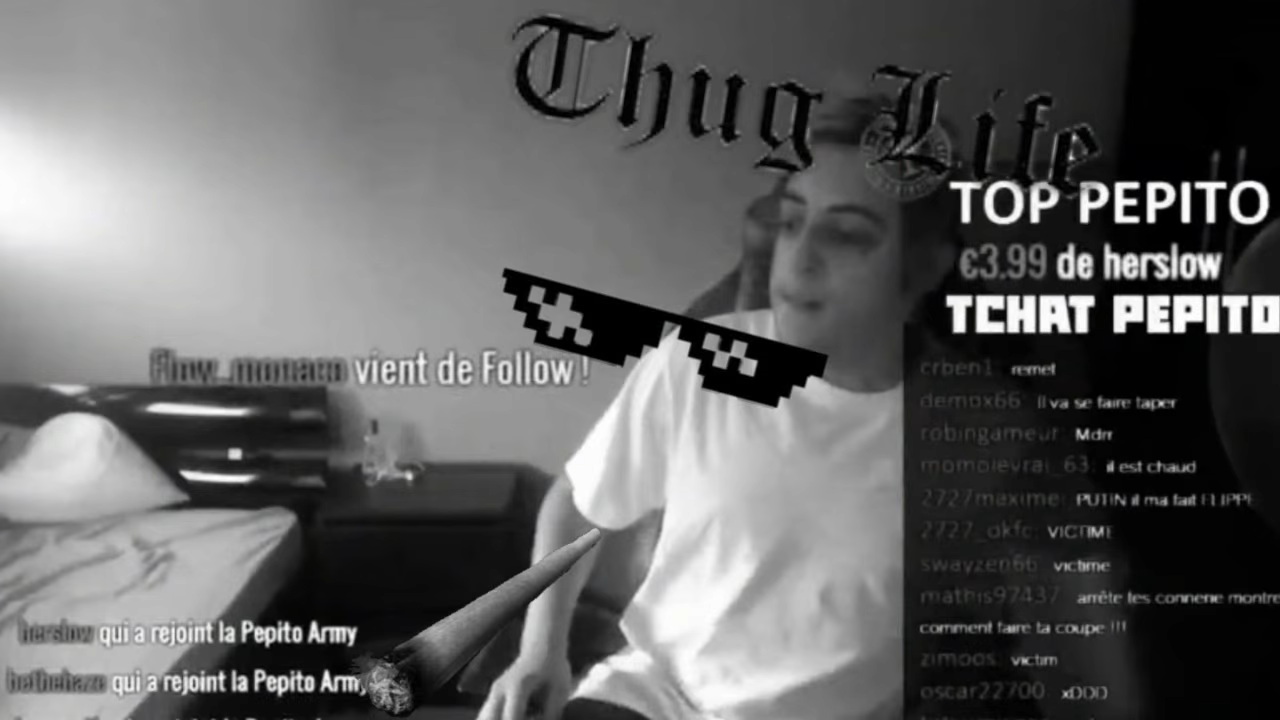 Thug Life
TOP PEPITO
€3.99 de herslow
TCHAT PEPITO
Flow_monaco vient de Follow !
crben1: remet
demox66: Il va se faire taper
robingameur: Mdrr
momolevrai_63: il est chaud
2727maxime: PUTIN il ma fait FLIPPE
2727_okfc: VICTIME
swayzen66: victime
mathis97437: arrête tes connerie montre
comment faire ta coupe !!!
zimoos: victim
oscar22700: xDDD
herslow qui a rejoint la Pepito Army
bethehaze qui a rejoint la Pepito Army